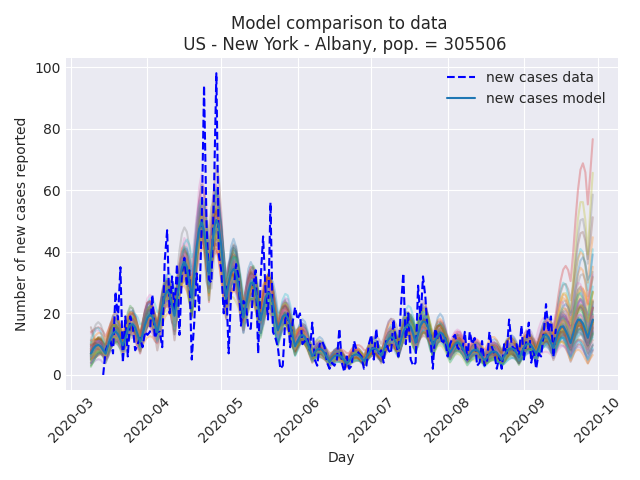 Model comparison to data
US - New York - Albany, pop. = 305506
new cases data
new cases model
Number of new cases reported
100
80
60
40
20
0
2020-03
2020-04
2020-05
2020-06
2020-07
2020-08
2020-09
2020-10
Day